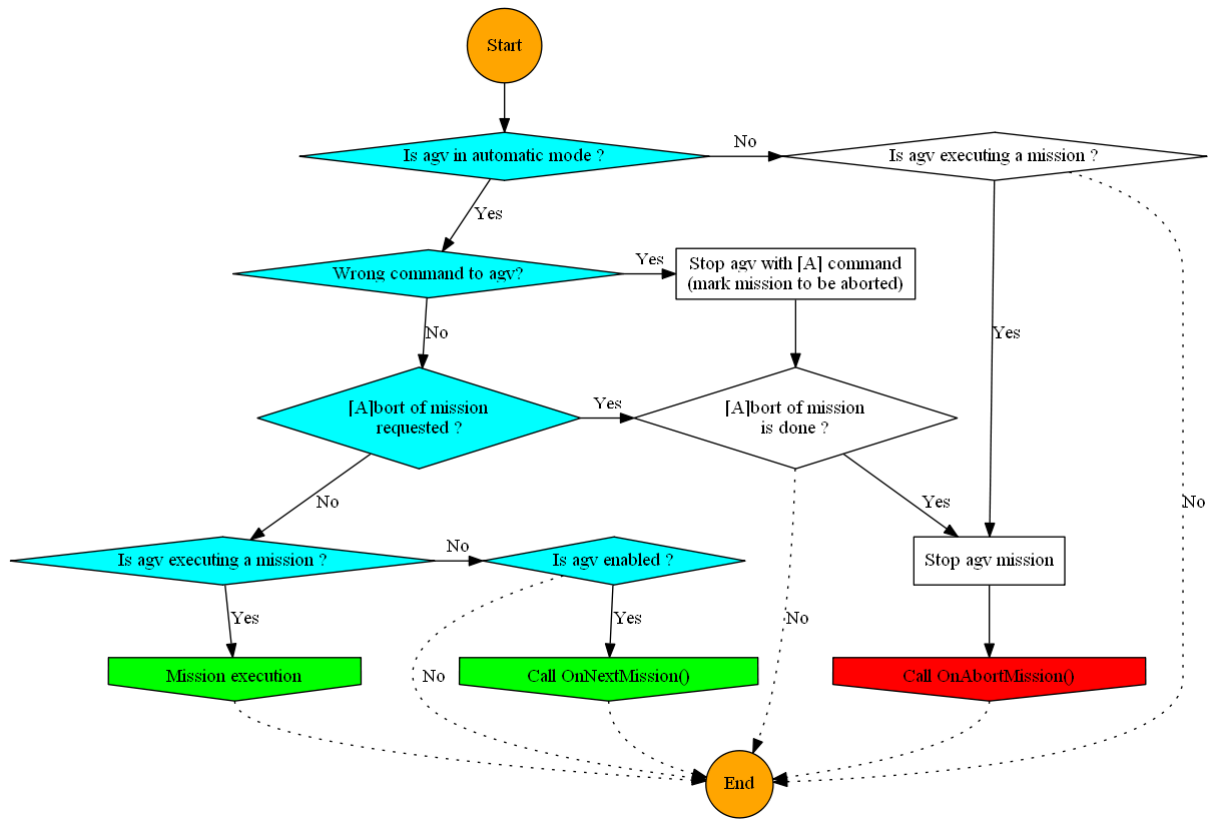 Start
Is agv in automatic mode ?
No
Is agv executing a mission ?
Yes
Wrong command to agv?
Yes
Stop agv with [A] command
(mark mission to be aborted)
No
Yes
[A]bort of mission
requested ?
Yes
[A]bort of mission
is done ?
No
Yes
No
Is agv executing a mission ?
No
Is agv enabled ?
Stop agv mission
Yes
Yes
No
No
Mission execution
Call OnNextMission()
Call OnAbortMission()
End